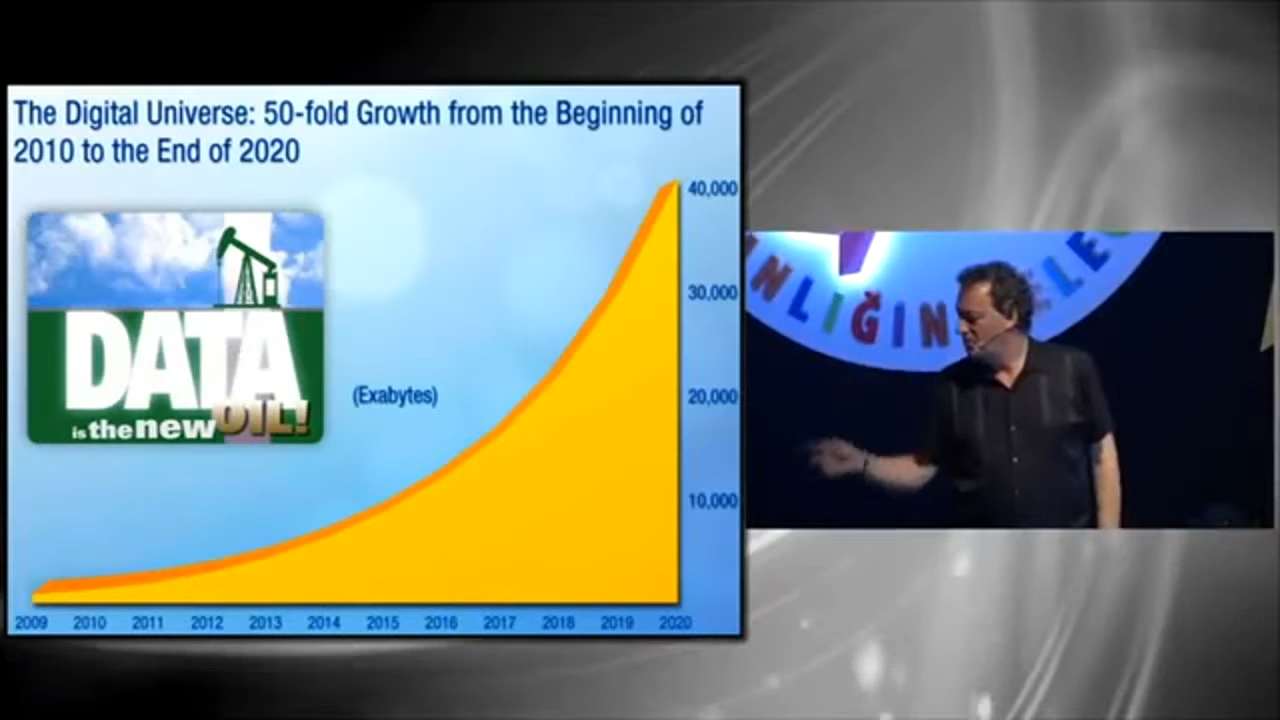 The Digital Universe: 50-fold Growth from the Beginning of
2010 to the End of 2020
DATA
is the new OIL!
(Exabytes)
40,000
30,000
20,000
10,000
2009 2010 2011 2012 2013 2014 2015 2016 2017 2018 2019 2020
NLIĞIN ELE